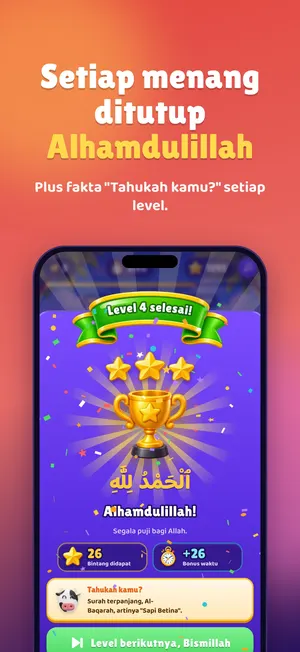 Setiap menang
ditutup
Alhamdulillah
Plus fakta "Tahukah kamu?" setiap
level.
Level 4 selesai!
ٱلْحَمْدُ لِلَّٰهِ
Alhamdulillah!
Segala puji bagi Allah.
26
Bintang didapat
+26
Bonus waktu
Tahukah kamu?
Surah terpanjang, Al-
Baqarah, artinya "Sapi Betina".
Level berikutnya, Bismillah